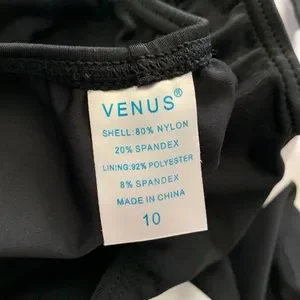 VENUS®
SHELL:80% NYLON
20% SPANDEX
LINING:92% POLYESTER
8% SPANDEX
MADE IN CHINA
10